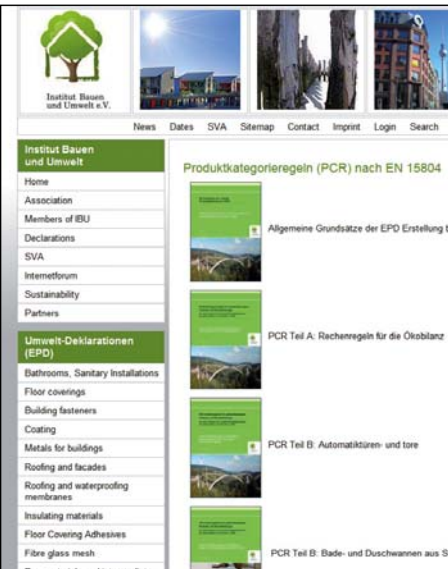 Institut Bauen
und Umwelt e.V.
News Dates SVA Sitemap Contact Imprint Login Search
Institut Bauen
und Umwelt
Home
Association
Members of IBU
Declarations
SVA
Internetforum
Sustainability
Partners
Umwelt-Deklarationen
(EPD)
Bathrooms, Sanitary Installations
Floor coverings
Building fasteners
Coating
Metals for buildings
Roofing and facades
Roofing and waterproofing
membranes
Insulating materials
Floor Covering Adhesives
Fibre glass mesh
Produktkategorieregeln (PCR) nach EN 15804
Allgemeine Grundsätze der EPD Erstellung
PCR Teil A: Rechenregeln für die Ökobilanz
PCR Teil B: Automatiktüren- und tore
PCR Teil B: Bade- und Duschwannen aus S